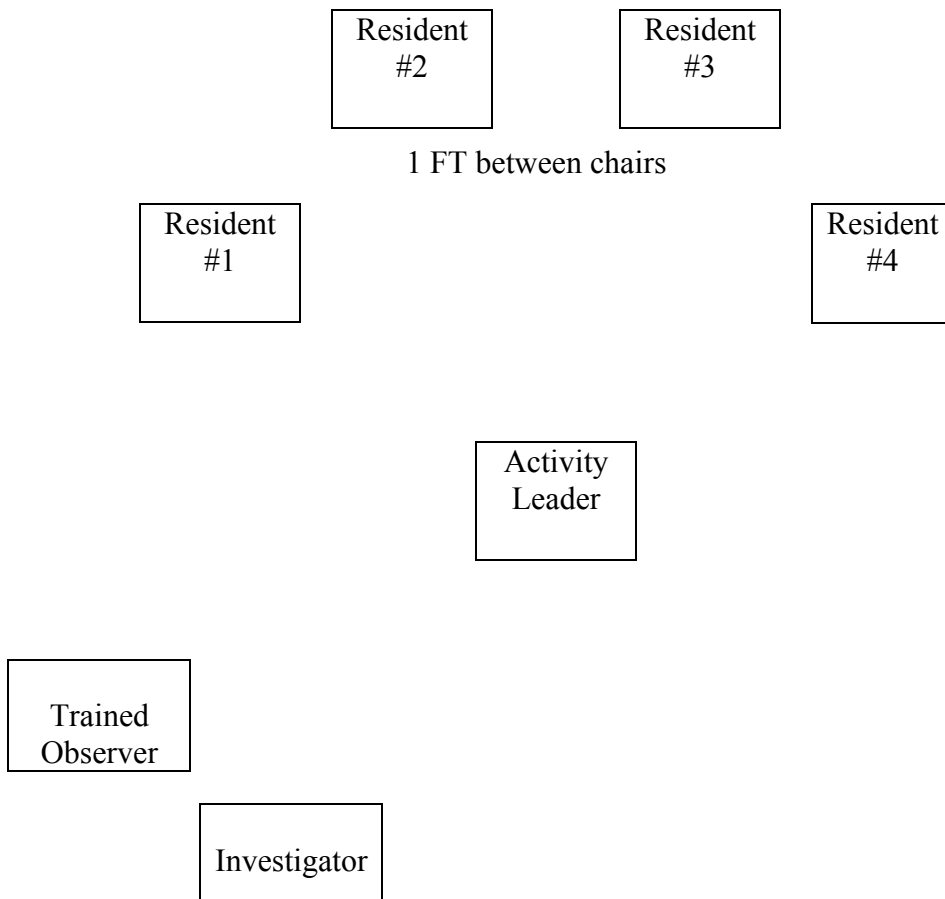 Resident
#2
Resident
#3
1 FT between chairs
Resident
#1
Resident
#4
Activity
Leader
Trained
Observer
Investigator